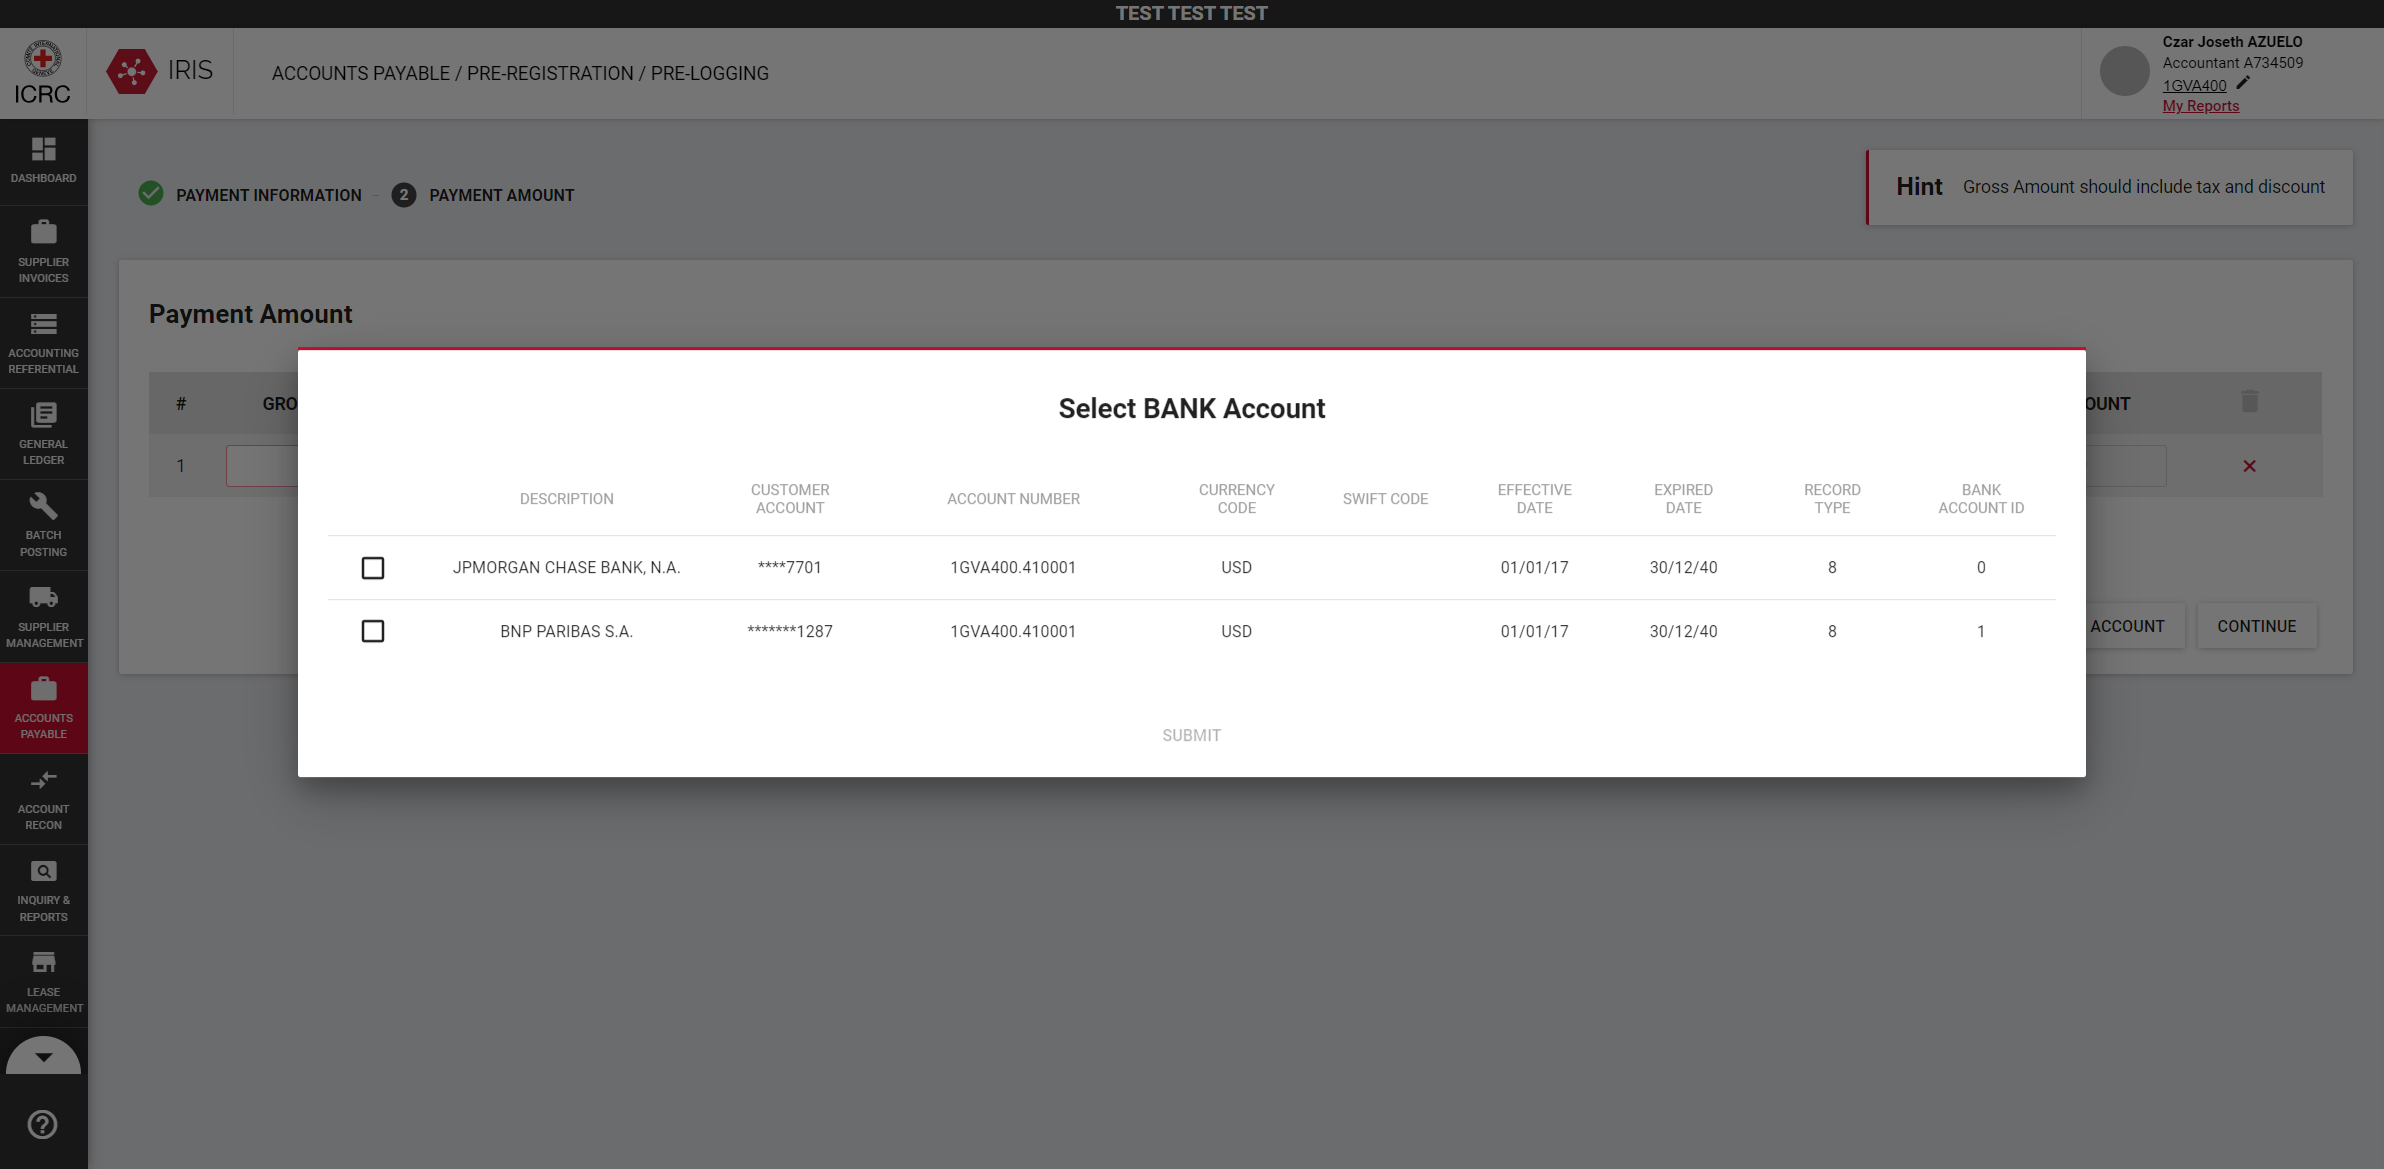 TEST TEST TEST
ICRC
IRIS
ACCOUNTS PAYABLE / PRE-REGISTRATION / PRE-LOGGING
Czar Joseth AZUELO
Accountant A734509
1GVA400
My Reports
DASHBOARD
SUPPLIER
INVOICES
ACCOUNTING
REFERENTIAL
GENERAL
LEDGER
BATCH
POSTING
SUPPLIER
MANAGEMENT
ACCOUNTS
PAYABLE
ACCOUNT
RECON
INQUIRY &
REPORTS
LEASE
MANAGEMENT
PAYMENT INFORMATION - 2 PAYMENT AMOUNT
Hint Gross Amount should include tax and discount
Payment Amount
# GRO OUNT
1
ACCOUNT CONTINUE
Select BANK Account
DESCRIPTION CUSTOMER ACCOUNT ACCOUNT NUMBER CURRENCY CODE SWIFT CODE EFFECTIVE DATE EXPIRED DATE RECORD TYPE BANK ACCOUNT ID
JPMORGAN CHASE BANK, N.A. ****7701 1GVA400.410001 USD 01/01/17 30/12/40 8 0
BNP PARIBAS S.A. *******1287 1GVA400.410001 USD 01/01/17 30/12/40 8 1
SUBMIT